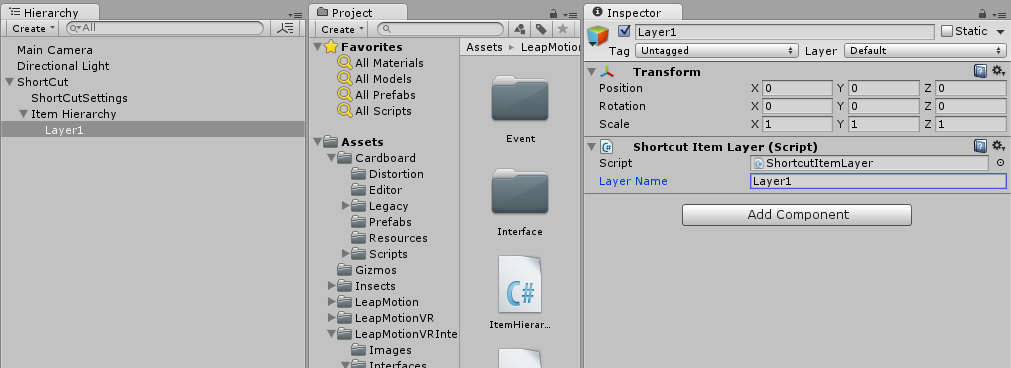 Hierarchy
Create
All
Main Camera
Directional Light
ShortCut
ShortCutSettings
Item Hierarchy
Layer1
Project
Create
Favorites
All Materials
All Models
All Prefabs
All Scripts
Assets
Cardboard
Distortion
Editor
Legacy
Prefabs
Resources
Scripts
Gizmos
Insects
LeapMotion
LeapMotionVR
LeapMotionVRInte
Images
Interfaces
Assets LeapMotion
Event
Interface
C#
ItemHierar...
Inspector
Layer1 Static
Tag Untagged Layer Default
Transform
Position X 0 Y 0 Z 0
Rotation X 0 Y 0 Z 0
Scale X 1 Y 1 Z 1
Shortcut Item Layer (Script)
Script ShortcutItemLayer
Layer Name Layer1
Add Component